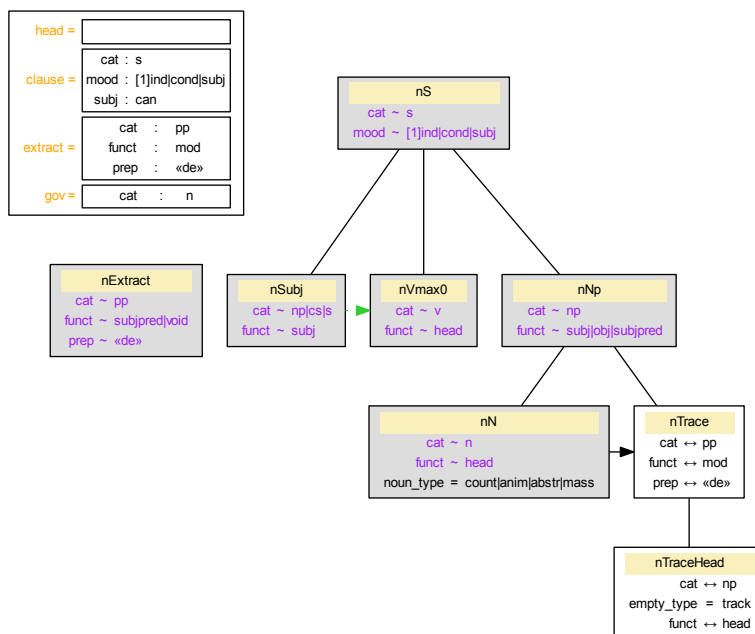 head =
clause =
cat : s
mood : [1]ind|cond|subj
subj : can
extract =
cat : pp
funct : mod
prep : «de»
gov =
cat : n
nS
cat ~ s
mood ~ [1]ind|cond|subj
nExtract
cat ~ pp
funct ~ subjpred|void
prep ~ «de»
nSubj
cat ~ np|cs|s
funct ~ subj
nVmax0
cat ~ v
funct ~ head
nNp
cat ~ np
funct ~ subj|obj|subjpred
nN
cat ~ n
funct ~ head
noun_type = count|anim|abstr|mass
nTrace
cat ↔ pp
funct ↔ mod
prep ↔ «de»
nTraceHead
cat ↔ np
empty_type = track
funct ↔ head